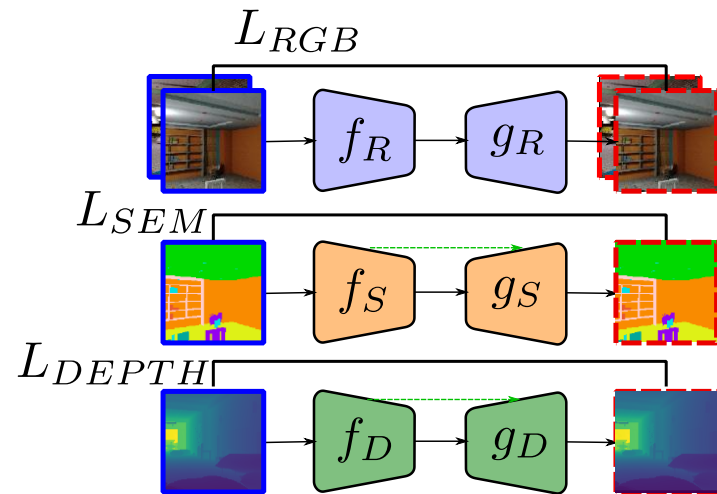 L_{RGB}
f_R g_R
L_{SEM}
f_S g_S
L_{DEPTH}
f_D g_D